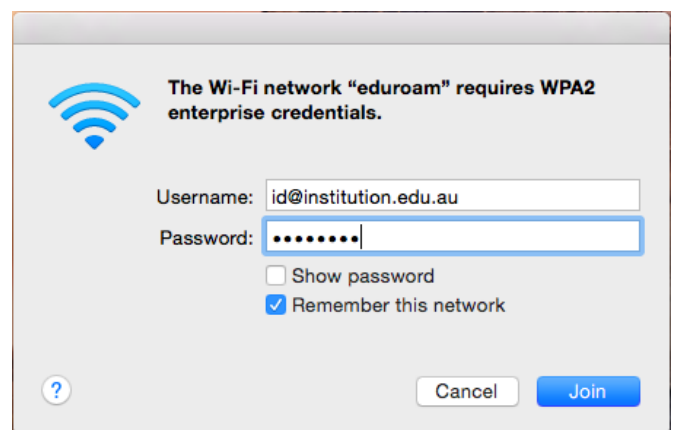 The Wi-Fi network “eduroam” requires WPA2
enterprise credentials.
Username: id@institution.edu.au
Password: ••••••••
Show password
Remember this network
? Cancel Join